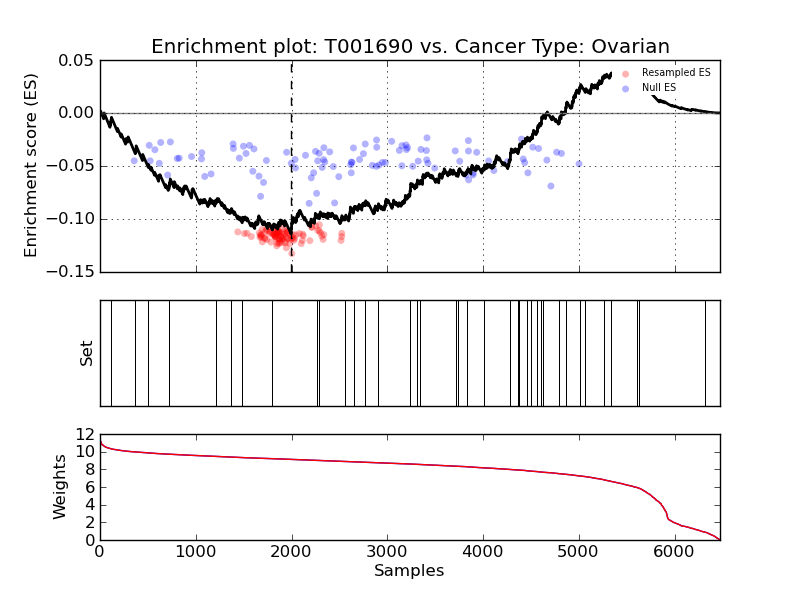 Enrichment plot: T001690 vs. Cancer Type: Ovarian
Enrichment score (ES)
0.05
0.00
−0.05
−0.10
−0.15
Resampled ES
Null ES
Set
Weights
12
10
8
6
4
2
0
0 1000 2000 3000 4000 5000 6000
Samples